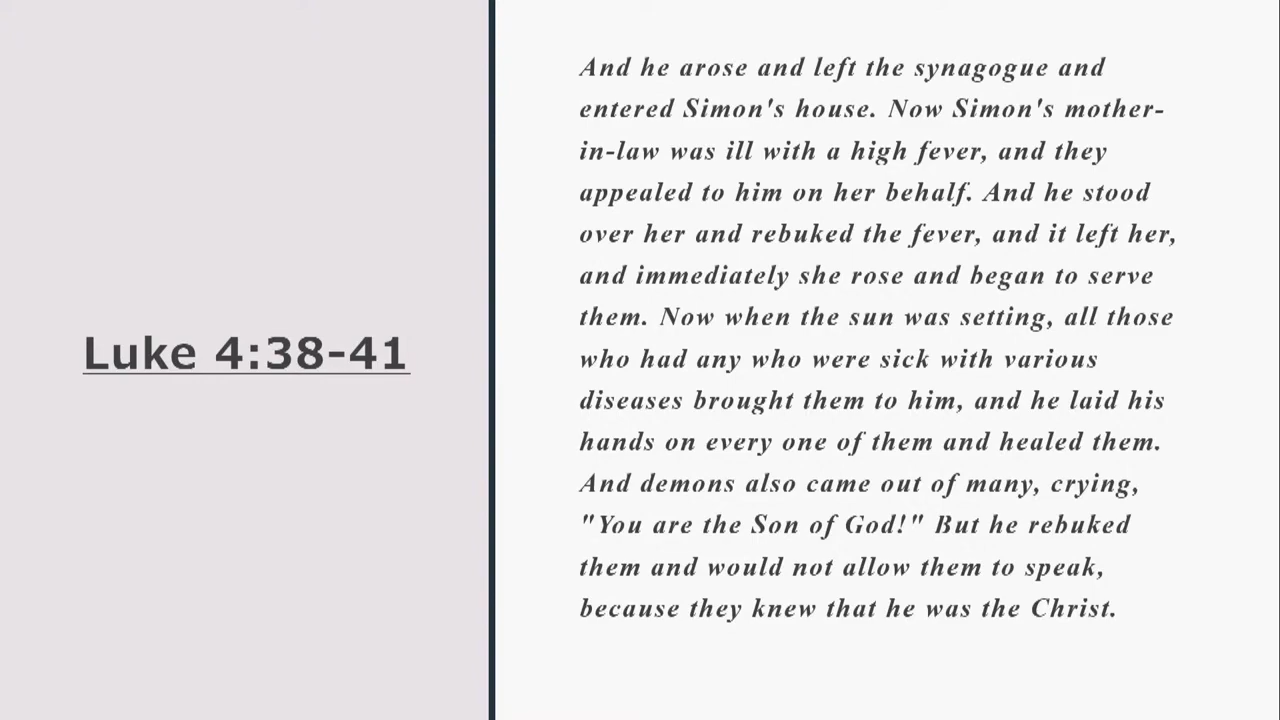 Luke 4:38-41
And he arose and left the synagogue and
entered Simon's house. Now Simon's mother-
in-law was ill with a high fever, and they
appealed to him on her behalf. And he stood
over her and rebuked the fever, and it left her,
and immediately she rose and began to serve
them. Now when the sun was setting, all those
who had any who were sick with various
diseases brought them to him, and he laid his
hands on every one of them and healed them.
And demons also came out of many, crying,
"You are the Son of God!" But he rebuked
them and would not allow them to speak,
because they knew that he was the Christ.